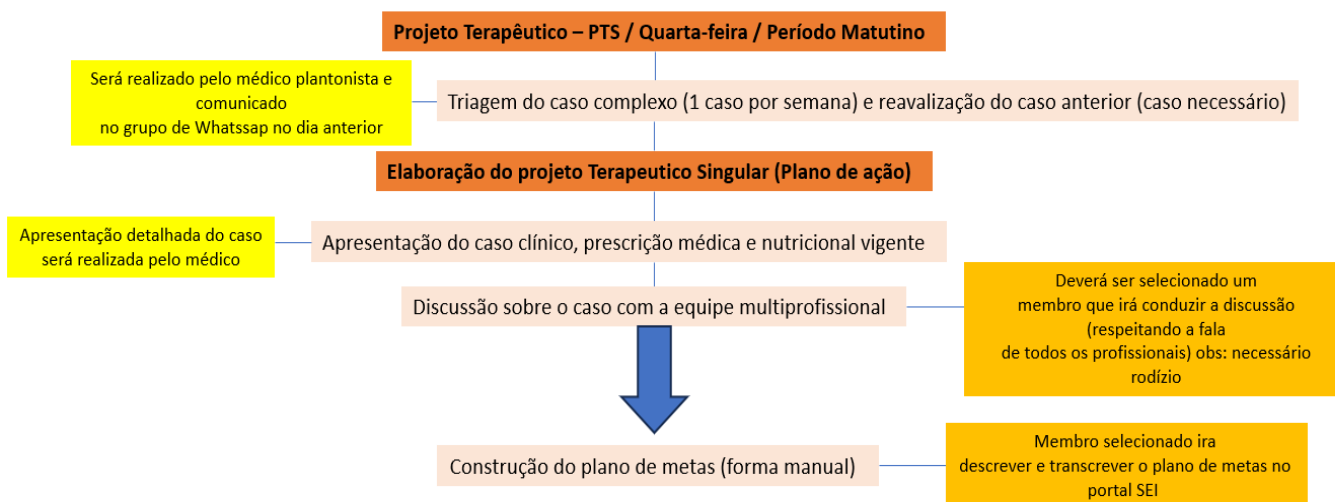 Projeto Terapêutico – PTS / Quarta-feira / Período Matutino
Será realizado pelo médico plantonista e
comunicado
no grupo de Whatssap no dia anterior
Triagem do caso complexo (1 caso por semana) e reavalização do caso anterior (caso necessário)
Elaboração do projeto Terapeutico Singular (Plano de ação)
Apresentação detalhada do caso
será realizada pelo médico
Apresentação do caso clínico, prescrição médica e nutricional vigente
Discussão sobre o caso com a equipe multiprofissional
Deverá ser selecionado um
membro que irá conduzir a discussão
(respeitando a fala
de todos os profissionais) obs: necessário
rodízio
Construção do plano de metas (forma manual)
Membro selecionado ira
descrever e transcrever o plano de metas no
portal SEI